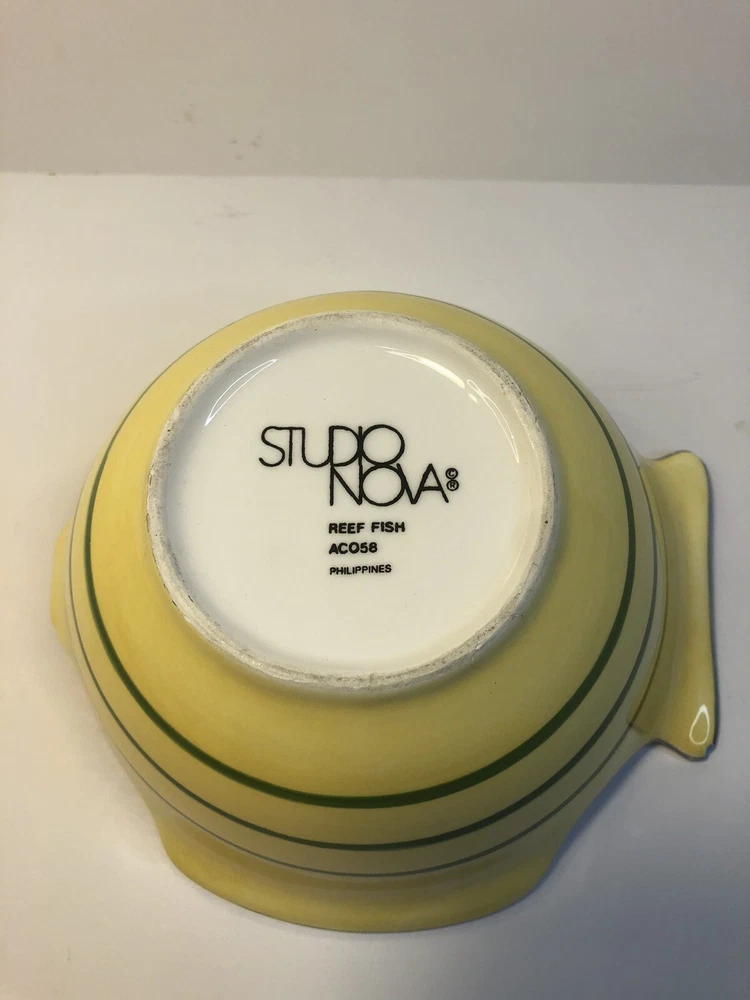 STUDIO
NOVA ©®
REEF FISH
AC058
PHILIPPINES